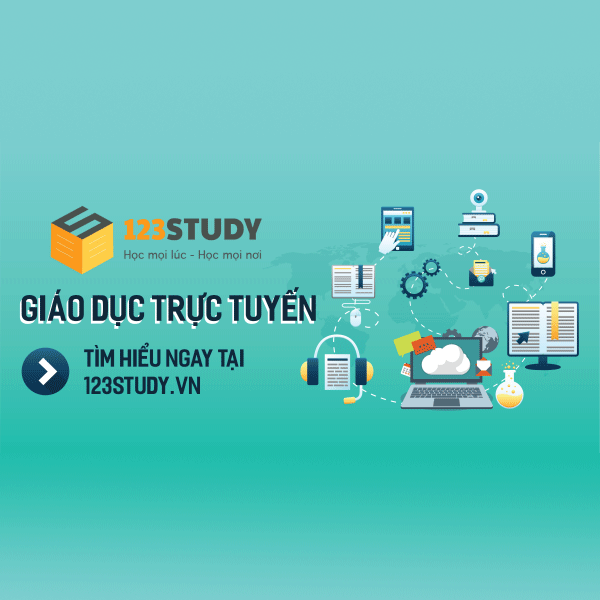 123STUDY
Học mọi lúc - Học mọi nơi
GIÁO DỤC TRỰC TUYẾN
TÌM HIỂU NGAY TẠI
123STUDY.VN